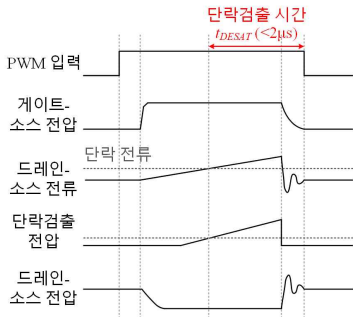 단락검출 시간
tDESAT (<2μs)
PWM 입력
게이트-
소스 전압
단락 전류
드레인-
소스 전류
단락검출
전압
드레인-
소스 전압